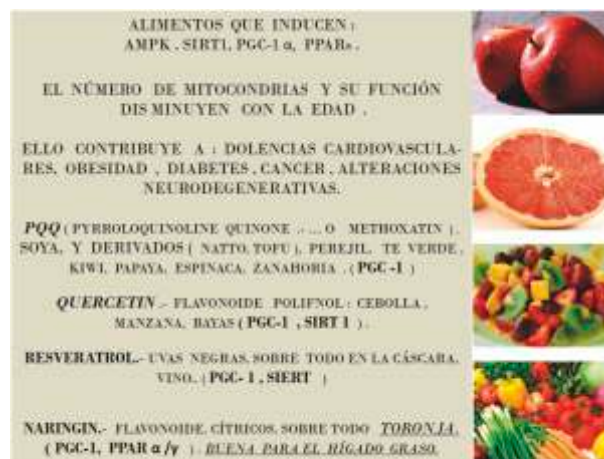 ALIMENTOS QUE INDUCEN :
AMPK , SIRT1, PGC-1 α, PPARs .
EL NÚMERO DE MITOCONDRIAS Y SU FUNCIÓN
DIS MINUYEN CON LA EDAD .
ELLO CONTRIBUYE A : DOLENCIAS CARDIOVASCULA-
RES, OBESIDAD , DIABETES , CANCER , ALTERACIONES
NEURODEGENERATIVAS.
PQQ ( PYRROLOQUINOLINE QUINONE ..... O METHOXATIN ).
SOYA, Y DERIVADOS ( NATTO, TOFU ), PEREJIL, TE VERDE ,
KIWI, PAPAYA, ESPINACA, ZANAHORIA . ( PGC -1 )
QUERCETIN .- FLAVONOIDE POLIFNOL : CEBOLLA ,
MANZANA, BAYAS ( PGC-1 , SIRT 1 ) .
RESVERATROL.- UVAS NEGRAS, SOBRE TODO EN LA CÁSCARA,
VINO. ( PGC- 1 , SIERT )
NARINGIN.- FLAVONOIDE, CÍTRICOS, SOBRE TODO TORONJA.
( PGC-1, PPAR α /γ ) . BUENA PARA EL HÍGADO GRASO.